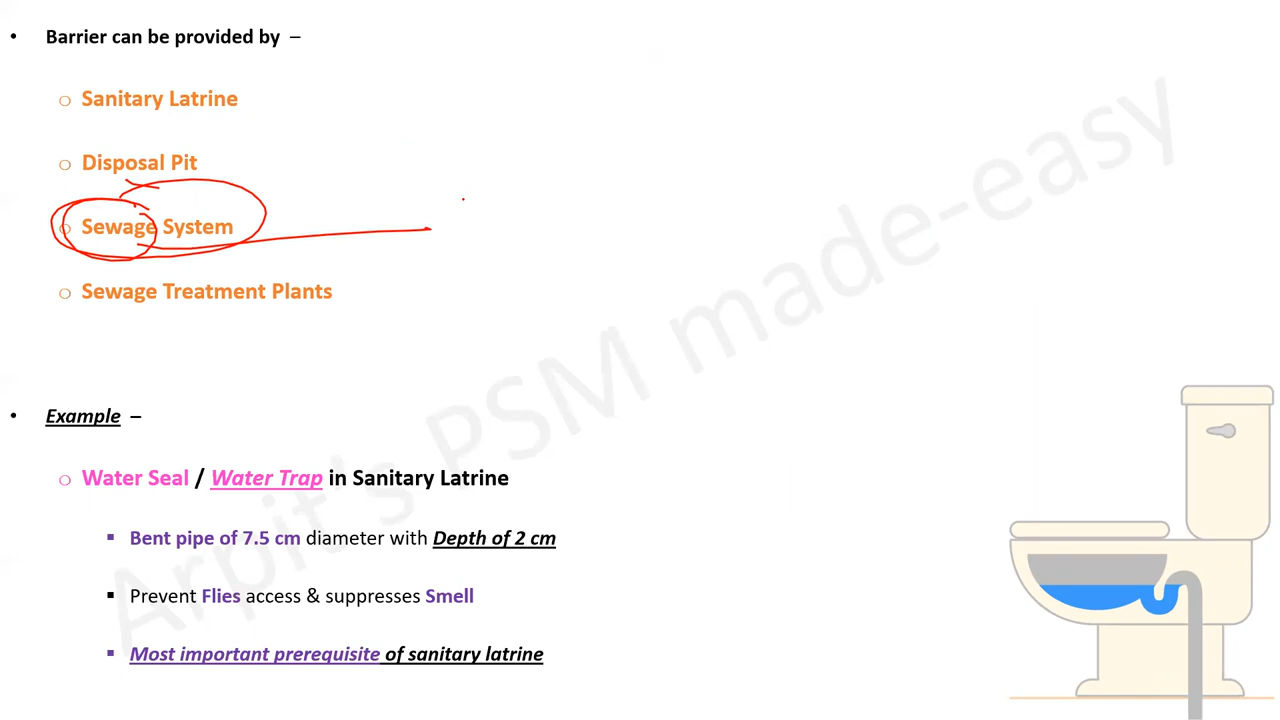 • Barrier can be provided by –
o Sanitary Latrine
o Disposal Pit
o Sewage System
o Sewage Treatment Plants
• Example –
o Water Seal / Water Trap in Sanitary Latrine
▪ Bent pipe of 7.5 cm diameter with Depth of 2 cm
▪ Prevent Flies access & suppresses Smell
▪ Most important prerequisite of sanitary latrine
Arpit's PSM made-easy